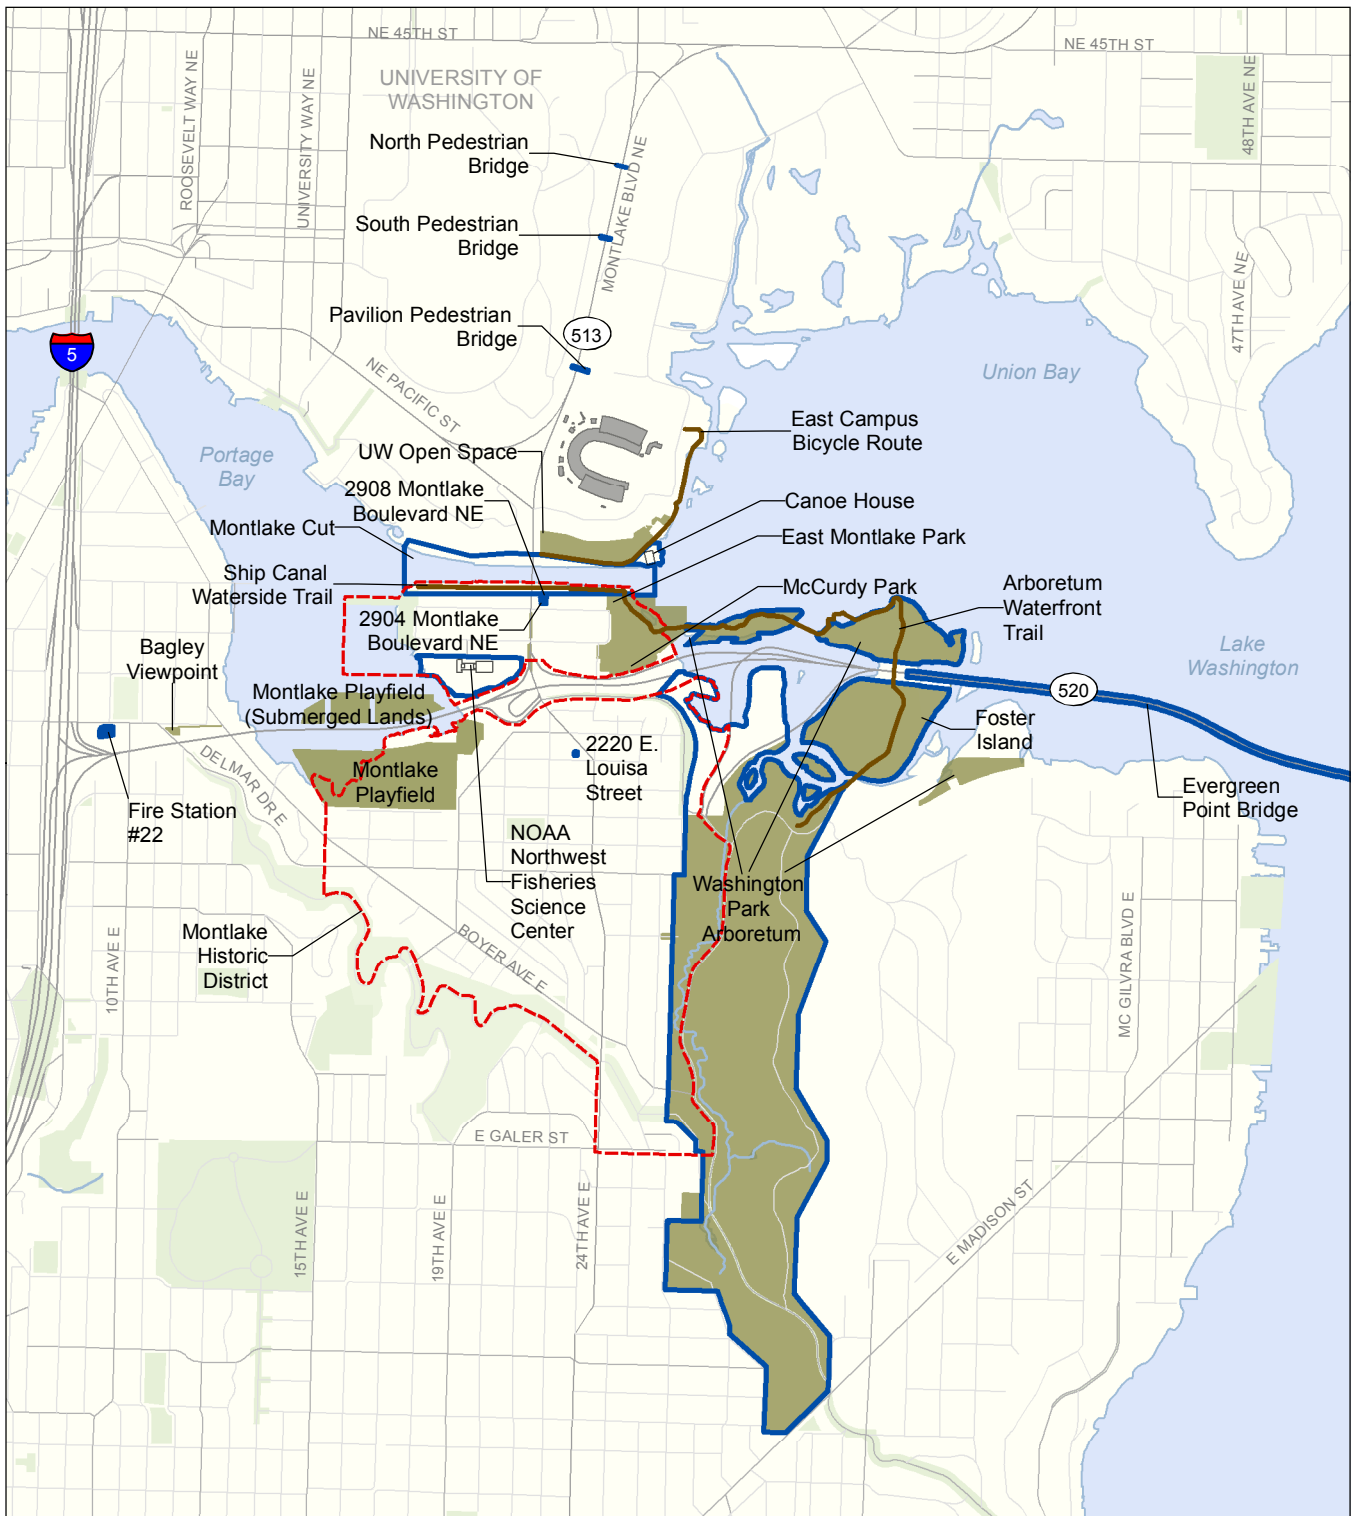 NE 45TH ST
NE 45TH ST
UNIVERSITY OF
WASHINGTON
ROOSEVELT WAY NE
UNIVERSITY WAY NE
48TH AVE NE
North Pedestrian
Bridge
MONTLAKE BLVD NE
South Pedestrian
Bridge
47TH AVE NE
Pavilion Pedestrian
Bridge
513
5
NE PACIFIC ST
Union Bay
East Campus
Bicycle Route
Portage
Bay
UW Open Space
2908 Montlake
Boulevard NE
Canoe House
Montlake Cut
East Montlake Park
Ship Canal
Waterside Trail
McCurdy Park
Arboretum
Waterfront
Trail
2904 Montlake
Boulevard NE
Bagley
Viewpoint
Lake
Washington
520
Montlake Playfield
(Submerged Lands)
Foster
Island
DELMAR DR E
2220 E.
Louisa
Street
Montlake
Playfield
Evergreen
Point Bridge
Fire Station
#22
NOAA
Northwest
Fisheries
Science
Center
Washington
Park
Arboretum
Montlake
Historic
District
10TH AVE E
BOYER AVE E
MC GILVRA BLVD E
E GALER ST
15TH AVE E
19TH AVE E
24TH AVE E
E MADISON ST